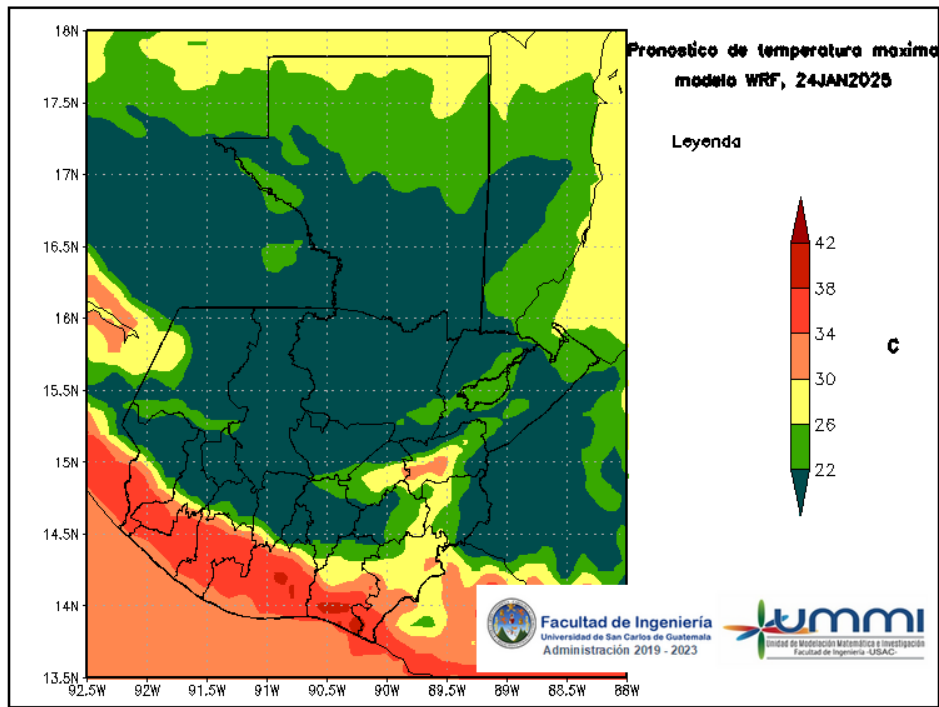 Pronostico de temperatura maxima
modelo WRF, 24JAN2025
Leyenda
42
38
34
30
26
22
C
18N
17.5N
17N
16.5N
16N
15.5N
15N
14.5N
14N
13.5N
92.5W 92W 91.5W 91W 90.5W 90W 89.5W 89W 88.5W 88W
Facultad de Ingeniería
Universidad de San Carlos de Guatemala
Administración 2019 - 2023
UMMI
Unidad de Modelación Matemática e Investigación
Facultad de Ingeniería -USAC-